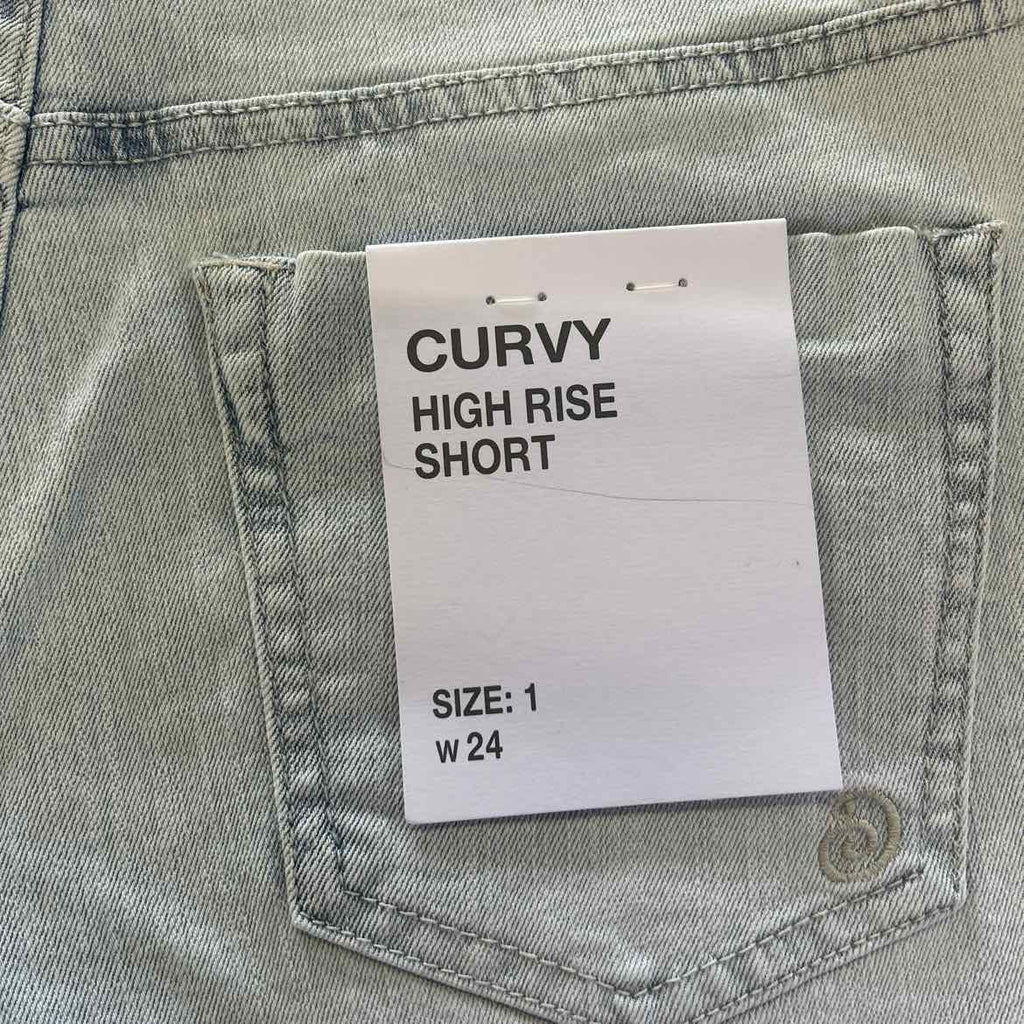 CURVY
HIGH RISE
SHORT
SIZE: 1
W 24